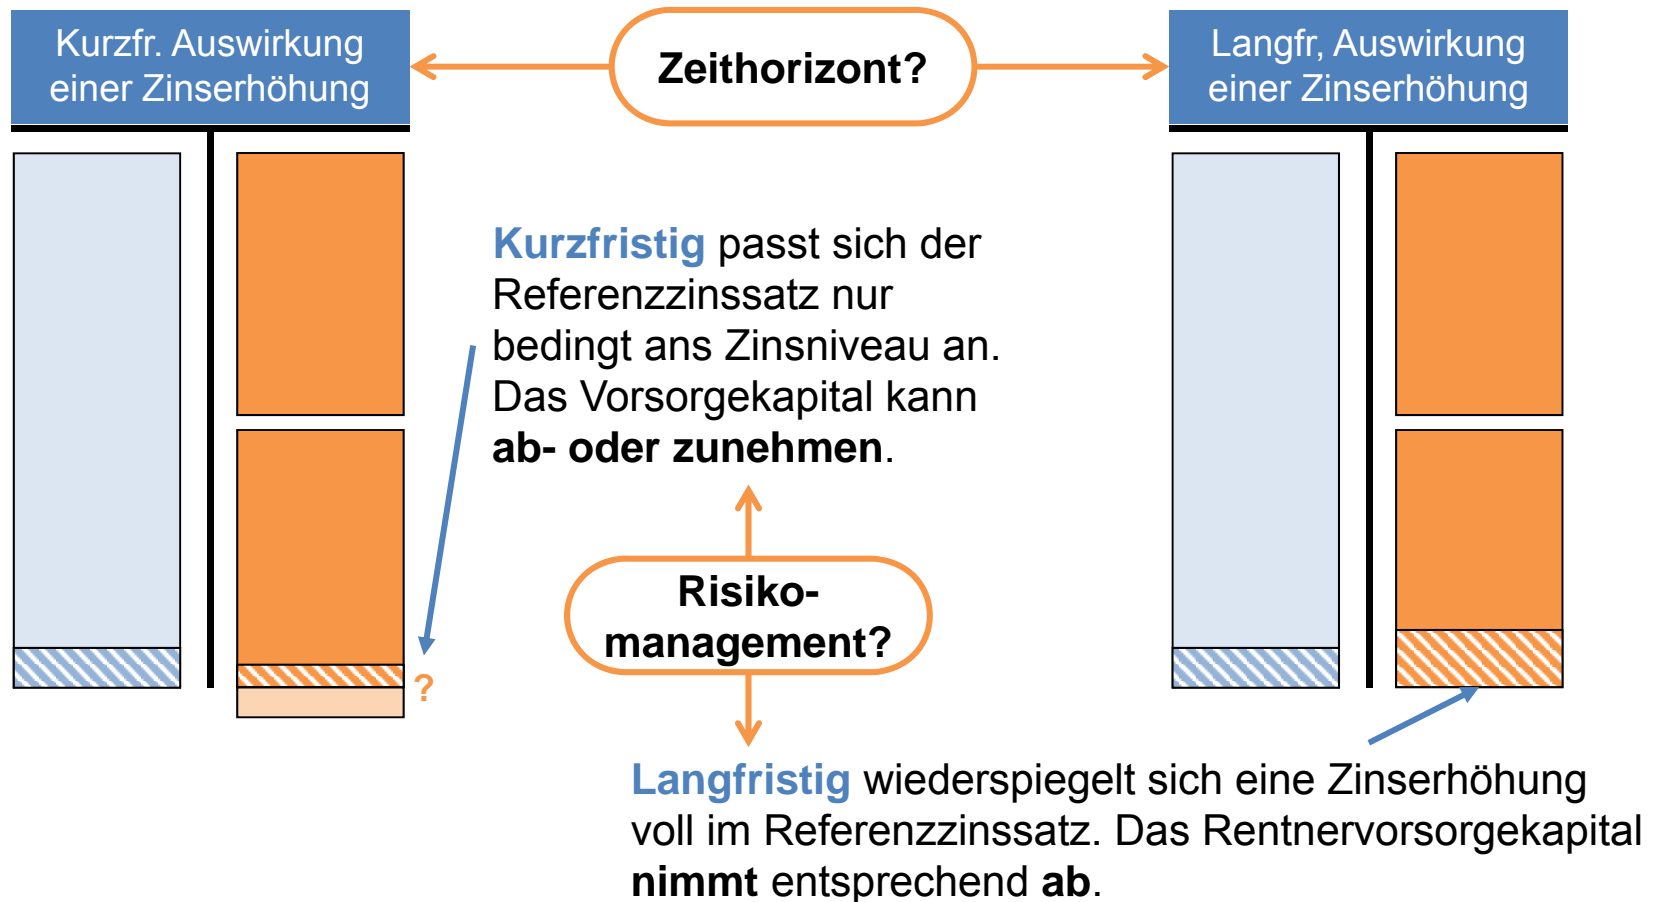 Kurzfr. Auswirkung
einer Zinserhöhung
Zeithorizont?
Langfr, Auswirkung
einer Zinserhöhung
Kurzfristig passt sich der
Referenzzinssatz nur
bedingt ans Zinsniveau an.
Das Vorsorgekapital kann
ab- oder zunehmen.
Risiko-
management?
?
Langfristig wiederspiegelt sich eine Zinserhöhung
voll im Referenzzinssatz. Das Rentnervorsorgekapital
nimmt entsprechend ab.